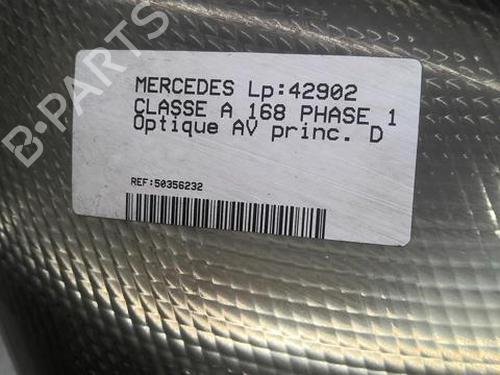 MERCEDES Lp:42902
CLASSE A 168 PHASE 1
Optique AV princ. D
REF:50356232
B-PARTS